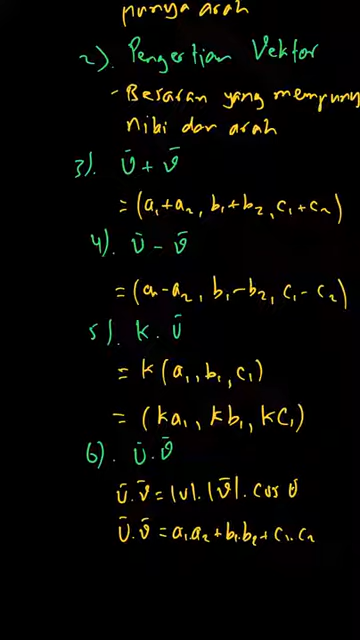 punya arah
2). Pengertian Vektor
- Besaran yang mempuny
nibi dan arah
3). Ū + v̄
= (a₁+a₂, b₁+b₂, c₁+c₂)
4). Ū - v̄
= (a₁-a₂, b₁-b₂, c₁-c₂)
5). k. Ū
= k(a₁, b₁, c₁)
= (ka₁, kb₁, kc₁)
6). Ū.v̄
Ū.v̄ = |u|.|v̄|. cos θ
Ū.v̄ = a₁.a₂+b₁.b₂+c₁.c₂